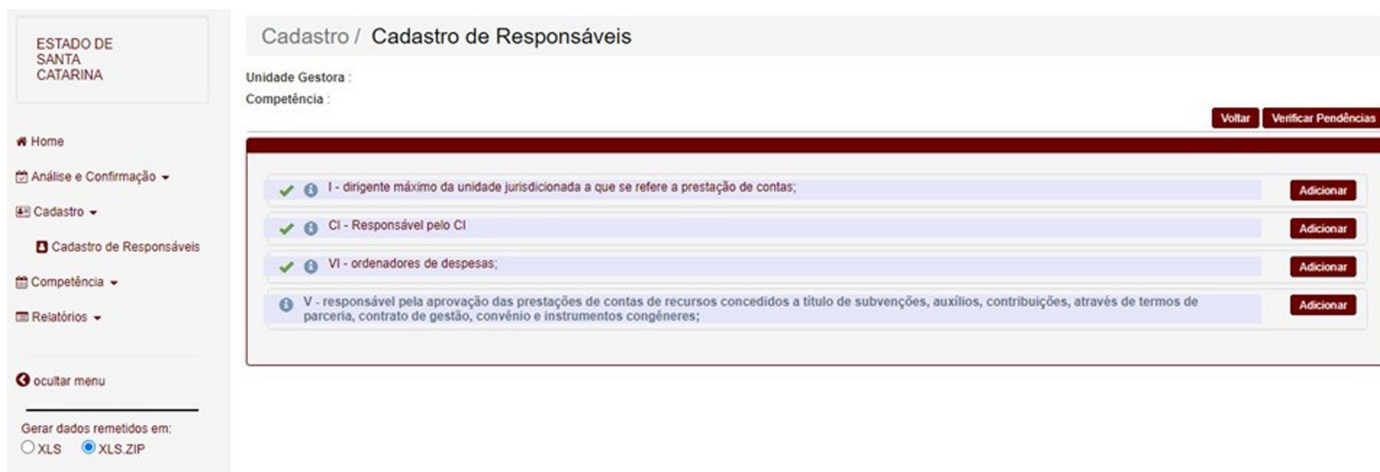 ESTADO DE
SANTA
CATARINA
Home
Análise e Confirmação
Cadastro
Cadastro de Responsáveis
Competência
Relatórios
ocultar menu
Gerar dados remetidos em:
XLS XLS.ZIP
Cadastro / Cadastro de Responsáveis
Unidade Gestora :
Competência :
Voltar Verificar Pendências
I - dirigente máximo da unidade jurisdicionada a que se refere a prestação de contas; Adicionar
CI - Responsável pelo CI Adicionar
VI - ordenadores de despesas; Adicionar
V - responsável pela aprovação das prestações de contas de recursos concedidos a título de subvenções, auxílios, contribuições, através de termos de Adicionar
parceria, contrato de gestão, convênio e instrumentos congêneres;